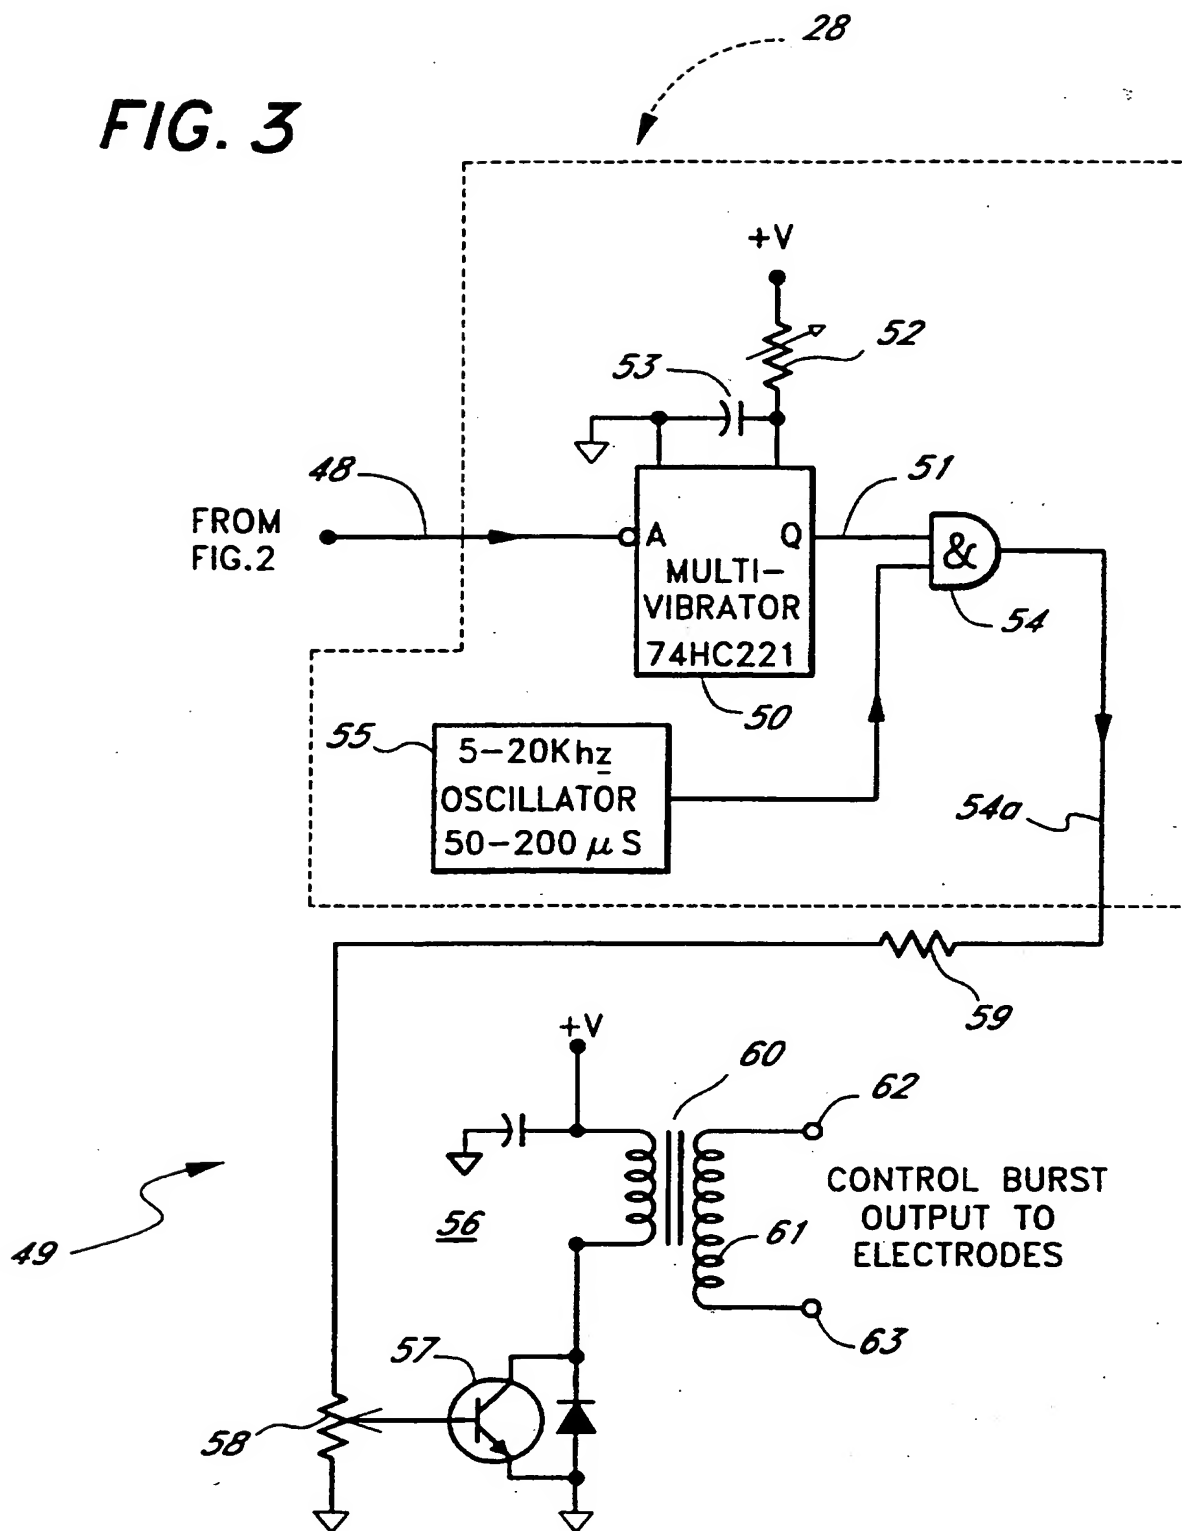 28
FIG. 3
+V
52
53
48
51
FROM
FIG.2
A
Q
&
MULTI-
VIBRATOR
54
74HC221
50
55
5-20Khz
OSCILLATOR
54a
50-200 μS
59
+V
60
62
CONTROL BURST
OUTPUT TO
ELECTRODES
56
61
49
63
57
58